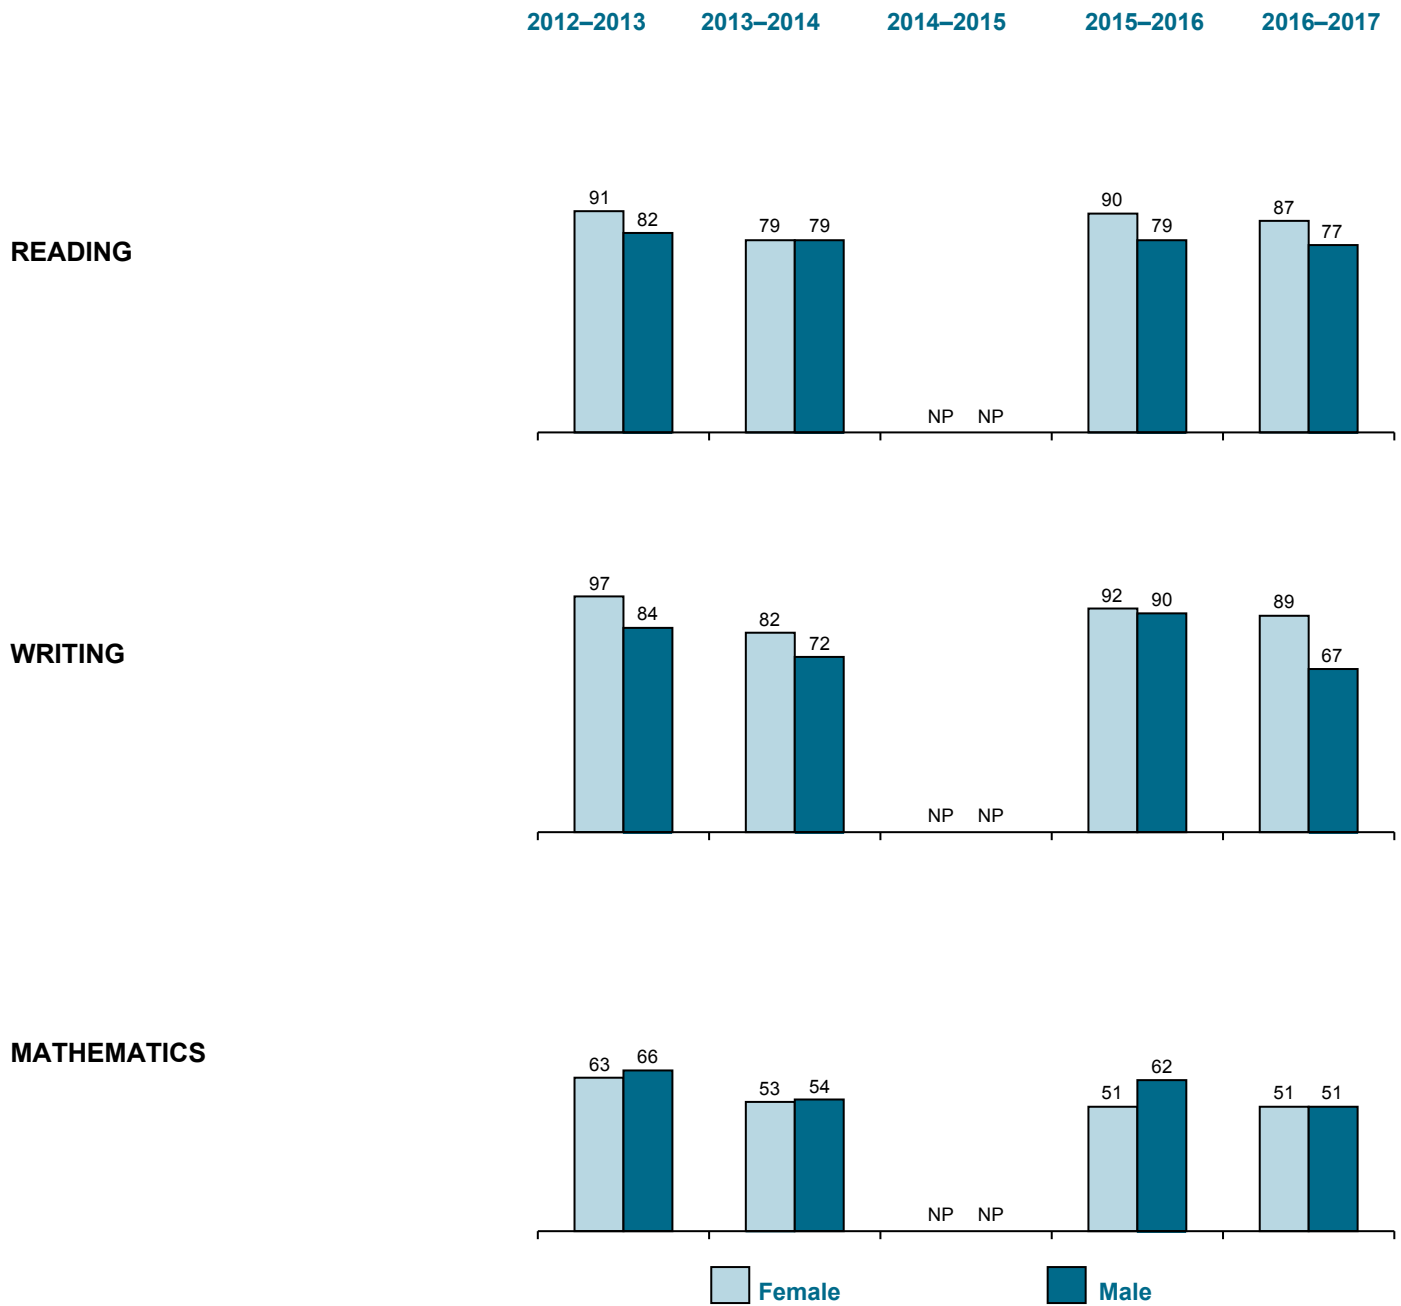 2012–2013 2013–2014 2014–2015 2015–2016 2016–2017
READING
91 82 79 79 NP NP 90 79 87 77
WRITING
97 84 82 72 NP NP 92 90 89 67
MATHEMATICS
63 66 53 54 NP NP 51 62 51 51
Female Male